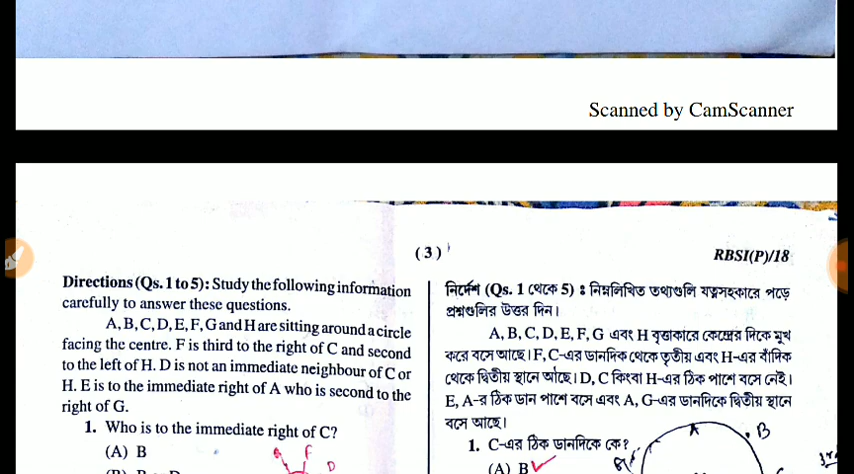 Scanned by CamScanner
(3)
RBSI(P)/18
Directions (Qs. 1 to 5): Study the following information
carefully to answer these questions.
A, B, C, D, E, F, G and H are sitting around a circle
facing the centre. F is third to the right of C and second
to the left of H. D is not an immediate neighbour of C or
H. E is to the immediate right of A who is second to the
right of G.
1. Who is to the immediate right of C?
(A) B
F
D
নির্দেশ (Qs. 1 থেকে 5) : নিম্নলিখিত তথ্যগুলি যত্নসহকারে পড়ে
প্রশ্নগুলির উত্তর দিন।
A, B, C, D, E, F, G এবং H বৃত্তাকারে কেন্দ্রের দিকে মুখ
করে বসে আছে। F, C-এর ডানদিক থেকে তৃতীয় এবং H-এর বাঁদিক
থেকে দ্বিতীয় স্থানে আছে। D, C কিংবা H-এর ঠিক পাশে বসে নেই।
E, A-র ঠিক ডান পাশে বসে এবং A, G-এর ডানদিকে দ্বিতীয় স্থানে
বসে আছে।
1. C-এর ঠিক ডানদিকে কে?
(A) B
A
B